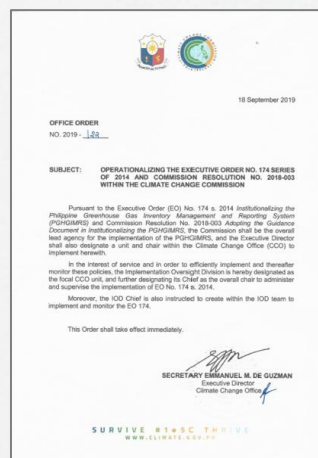 18 September 2019
OFFICE ORDER
NO. 2019 -
SUBJECT: OPERATIONALIZING THE EXECUTIVE ORDER NO. 174 SERIES
OF 2014 AND COMMISSION RESOLUTION NO. 2018-003
WITHIN THE CLIMATE CHANGE COMMISSION
Pursuant to the Executive Order (EO) No. 174 s. 2014 Institutionalizing the
Philippine Greenhouse Gas Inventory Management and Reporting System
(PGHGIMRS) and Commission Resolution No. 2018-003 Adopting the Guidance
Document in Institutionalizing the PGHGIMRS, the Commission shall be the overall
lead agency for the implementation of the PGHGIMRS, and the Executive Director
shall also designate a unit and chair within the Climate Change Office (CCO) to
implement herewith.
In the interest of service and in order to efficiently implement and thereafter
monitor these policies, the Implementation Oversight Division is hereby designated as
the focal CCO unit, and further designating its Chief as the overall chair to administer
and supervise the implementation of EO No. 174 s. 2014.
Moreover, the IOD Chief is also instructed to create within the IOD team to
implement and monitor the EO 174.
This Order shall take effect immediately.
SECRETARY EMMANUEL M. DE GUZMAN
Executive Director
Climate Change Office
SURVIVE #1o5C THRIVE
WWW.CLIMATE.GOV.PH